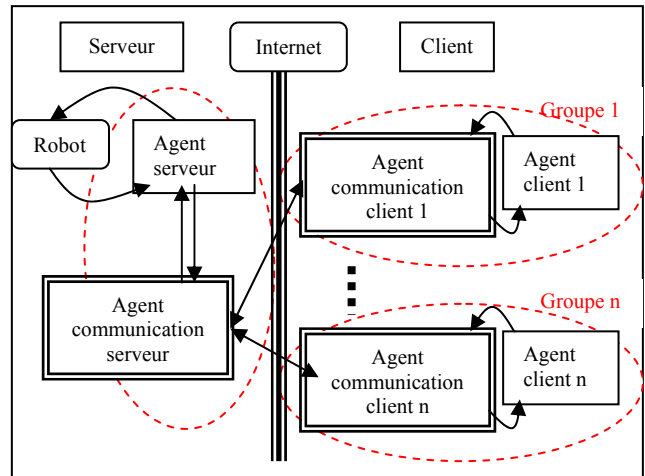 Serveur
Internet
Client
Groupe 1
Robot
Agent
serveur
Agent
communication
client 1
Agent
client 1
Agent
communication
serveur
Groupe n
Agent
communication
client n
Agent
client n